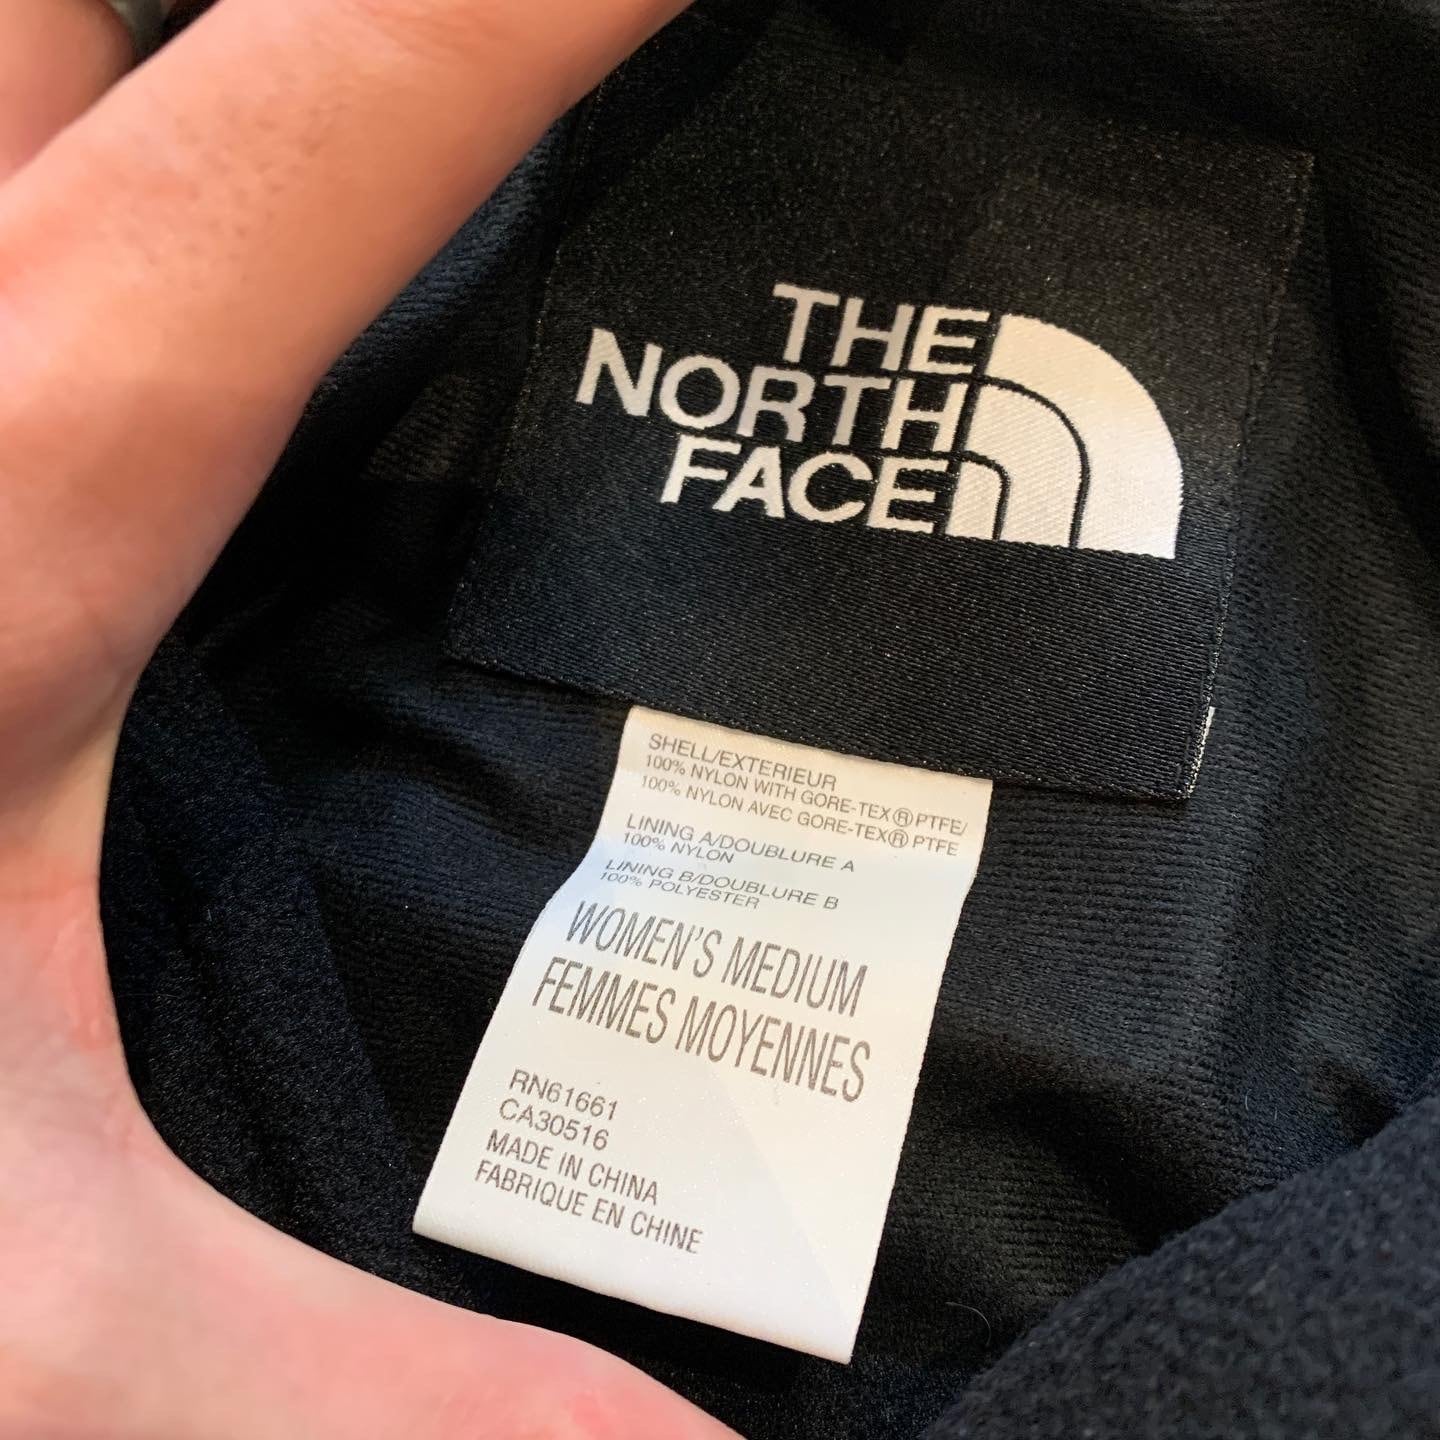 THE
NORTH
FACE
SHELL/EXTERIEUR
100% NYLON WITH GORE-TEX® PTFE/
100% NYLON AVEC GORE-TEX® PTFE
LINING A/DOUBLURE A
100% NYLON
LINING B/DOUBLURE B
100% POLYESTER
WOMEN'S MEDIUM
FEMMES MOYENNES
RN61661
CA30516
MADE IN CHINA
FABRIQUE EN CHINE